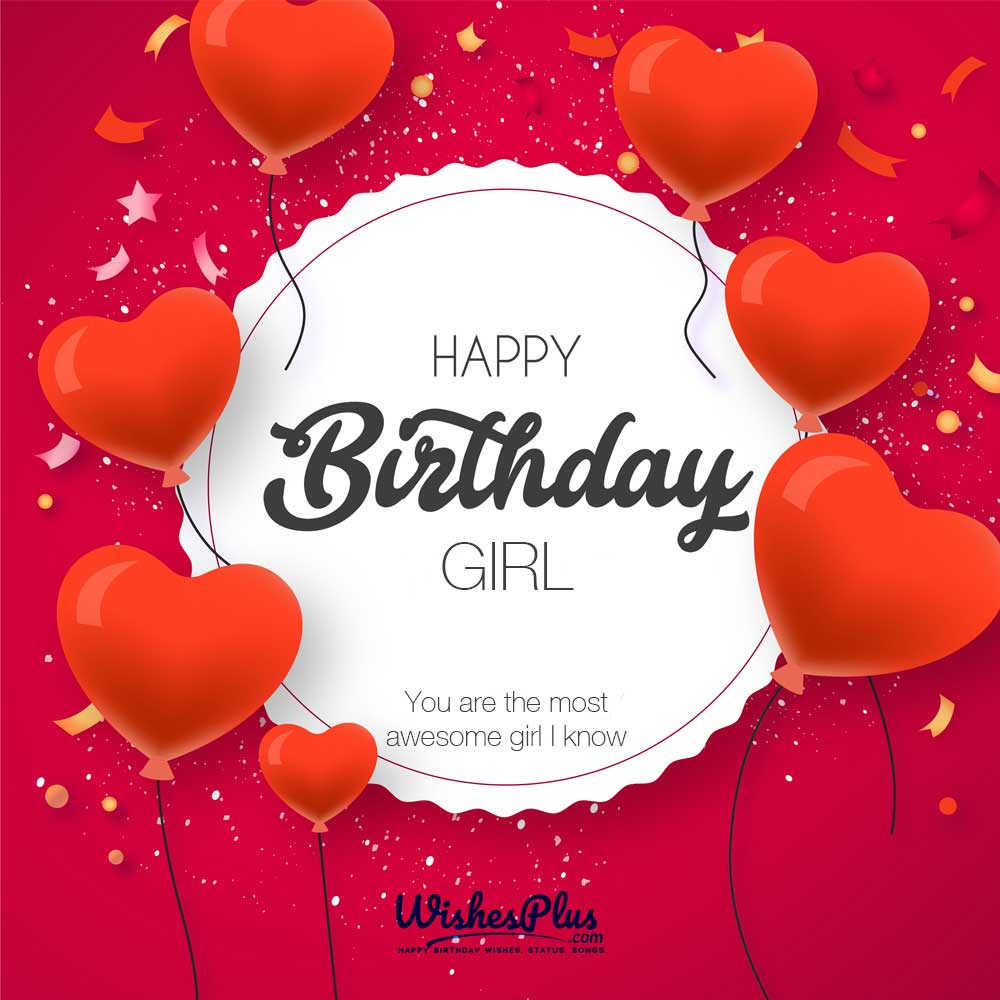 HAPPY
Birthday
GIRL
You are the most
awesome girl I know
WishesPlus
.com
HAPPY BIRTHDAY WISHES. STATUS. SONGS